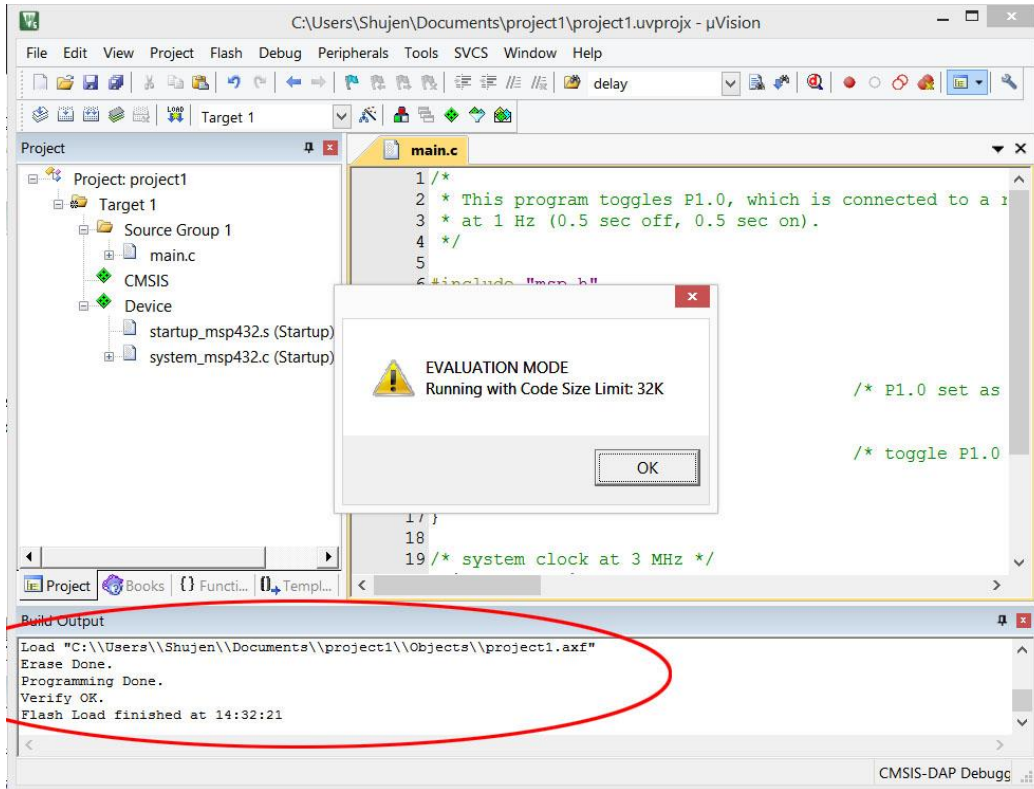 C:\Users\Shujen\Documents\project1\project1.uvprojx - µVision
File Edit View Project Flash Debug Peripherals Tools SVCS Window Help
delay
LOAD Target 1
Project
main.c
Project: project1
Target 1
Source Group 1
main.c
CMSIS
Device
startup_msp432.s (Startup)
system_msp432.c (Startup)
1 /*
2 * This program toggles P1.0, which is connected to a
3 * at 1 Hz (0.5 sec off, 0.5 sec on).
4 */
5
6 #include "msp.h"
/* P1.0 set as
/* toggle P1.0
17 }
18
19 /* system clock at 3 MHz */
EVALUATION MODE
Running with Code Size Limit: 32K
OK
Project Books {} Functi... Templ...
Build Output
Load "C:\\Users\\Shujen\\Documents\\project1\\Objects\\project1.axf"
Erase Done.
Programming Done.
Verify OK.
Flash Load finished at 14:32:21
CMSIS-DAP Debugg